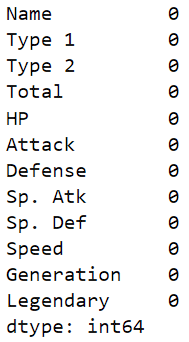 Name 0
Type 1 0
Type 2 0
Total 0
HP 0
Attack 0
Defense 0
Sp. Atk 0
Sp. Def 0
Speed 0
Generation 0
Legendary 0
dtype: int64